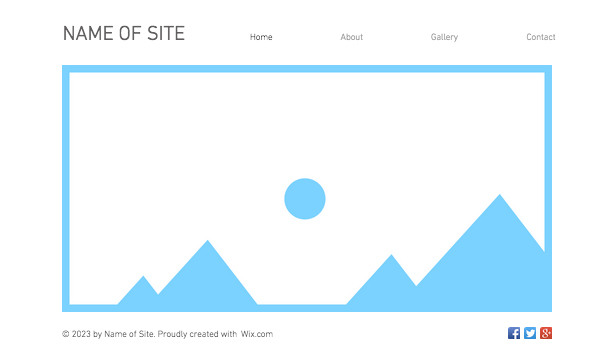 NAME OF SITE
Home About Gallery Contact
© 2023 by Name of Site. Proudly created with Wix.com